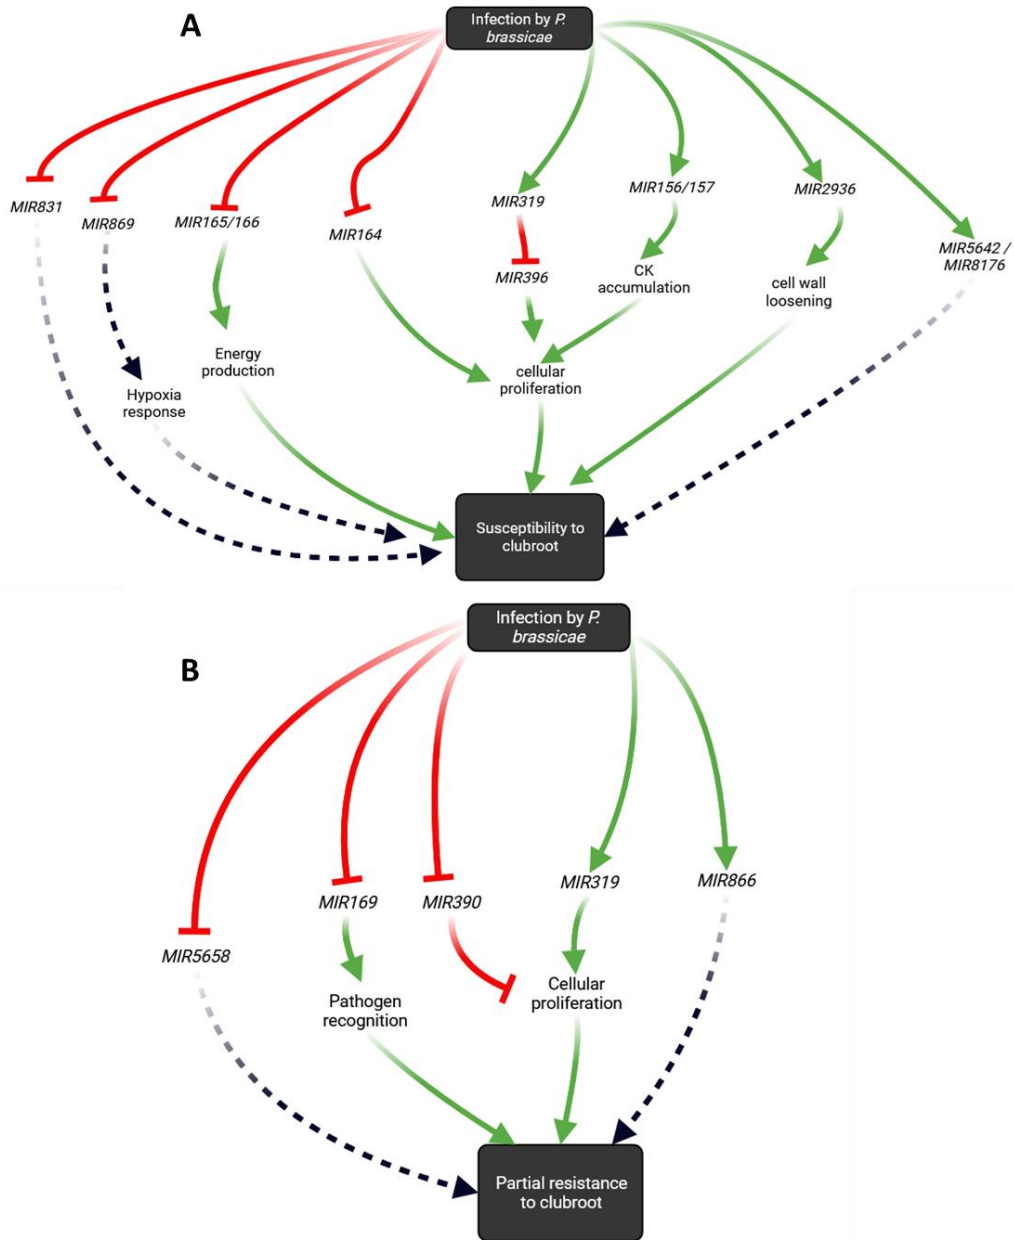 A
Infection by P.
brassicae
MIR831
MIR869
MIR165/166
MIR164
MIR319
MIR156/157
MIR2936
MIR5642 /
MIR8176
MIR396
CK
accumulation
cell wall
loosening
Energy
production
Hypoxia
response
cellular
proliferation
Susceptibility to
clubroot
B
Infection by P.
brassicae
MIR5658
MIR169
MIR390
MIR319
MIR866
Pathogen
recognition
Cellular
proliferation
Partial resistance
to clubroot